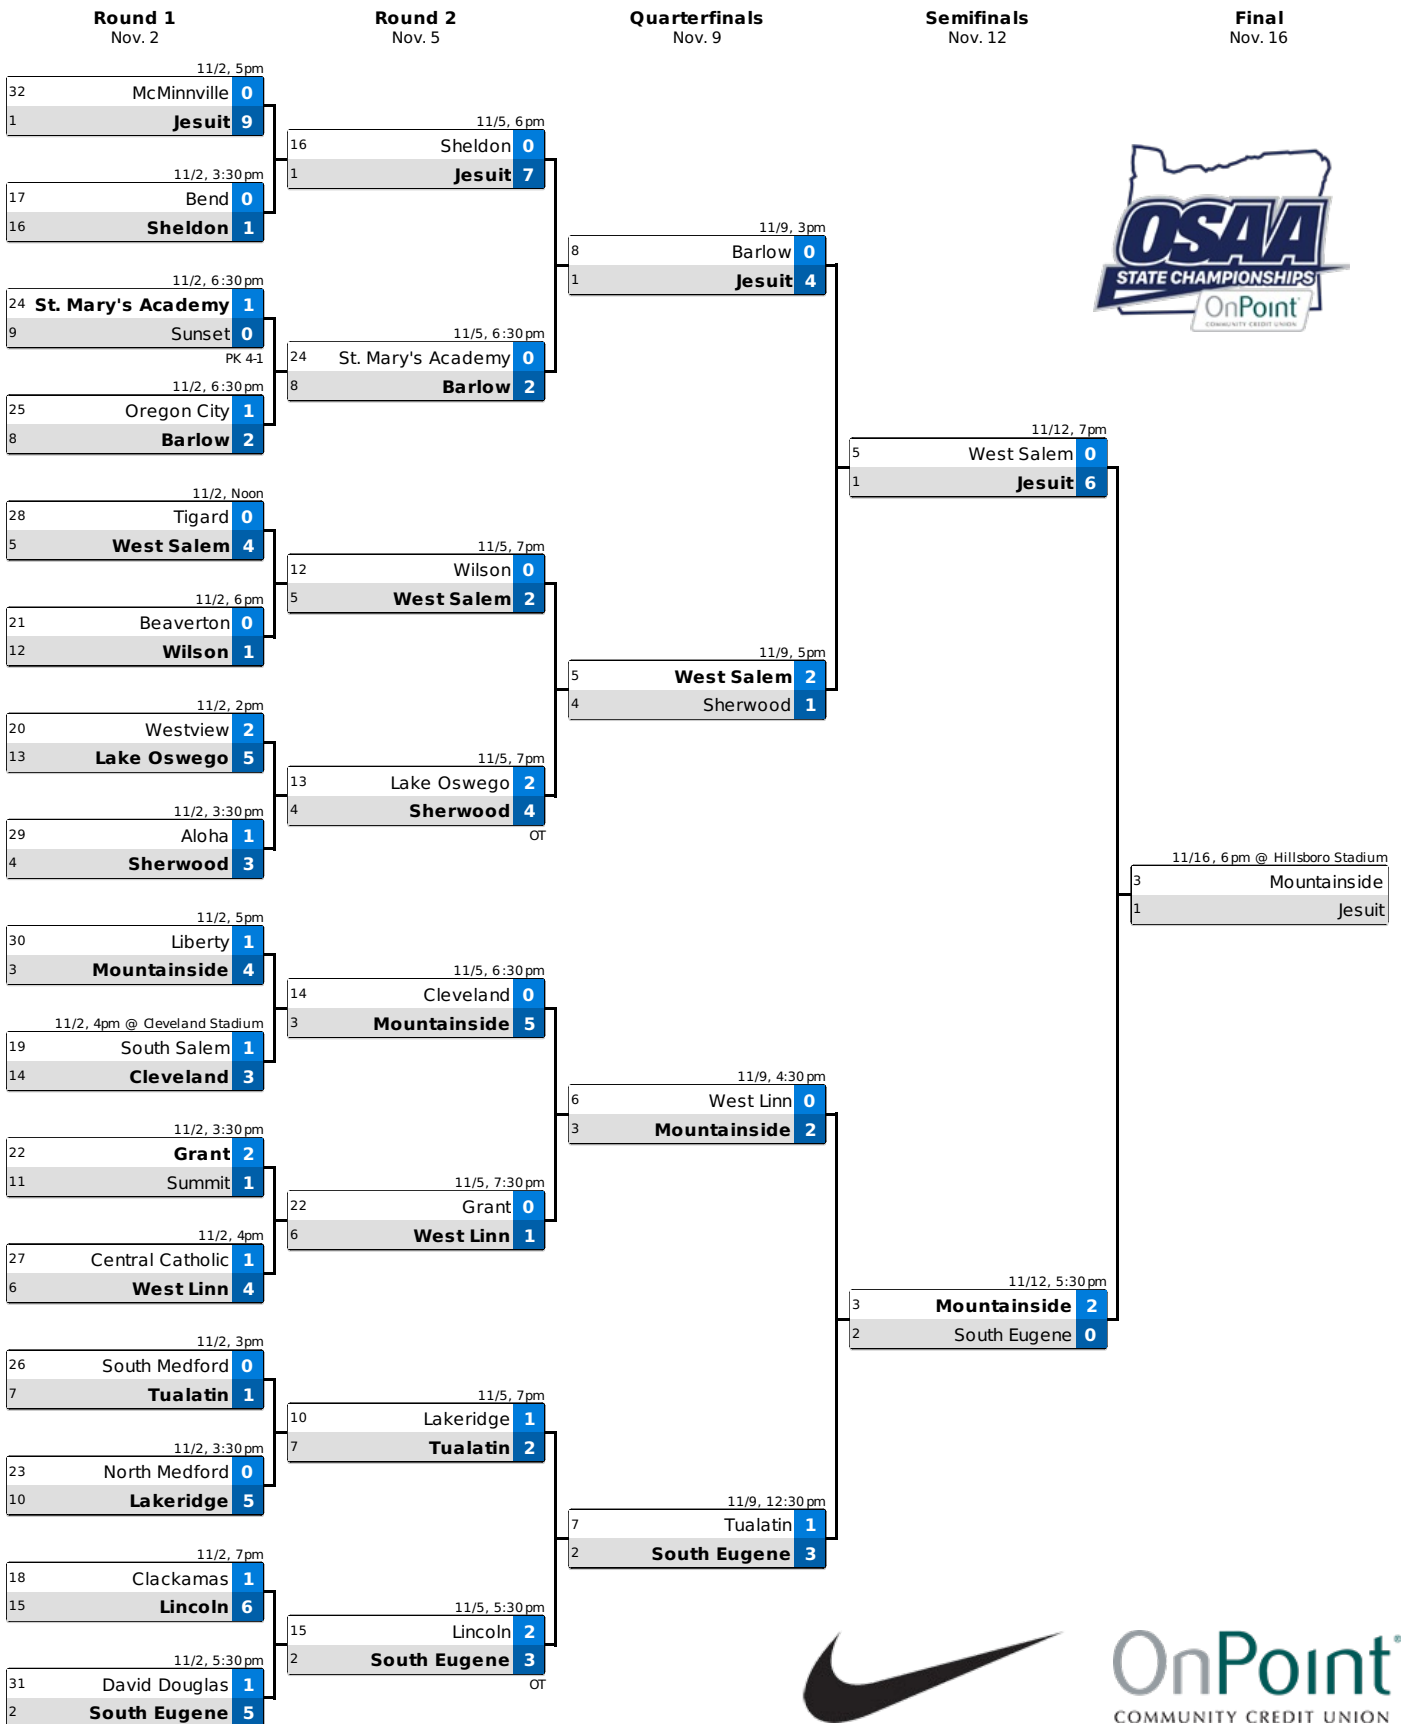 Round 1
Nov. 2
Round 2
Nov. 5
Quarterfinals
Nov. 9
Semifinals
Nov. 12
Final
Nov. 16
11/2, 5pm
32 McMinnville 0
1 Jesuit 9
11/2, 3:30pm
17 Bend 0
16 Sheldon 1
11/2, 6:30pm
24 St. Mary's Academy 1
9 Sunset 0
PK 4-1
11/2, 6:30pm
25 Oregon City 1
8 Barlow 2
11/2, Noon
28 Tigard 0
5 West Salem 4
11/2, 6pm
21 Beaverton 0
12 Wilson 1
11/2, 2pm
20 Westview 2
13 Lake Oswego 5
11/2, 3:30pm
29 Aloha 1
4 Sherwood 3
11/2, 5pm
30 Liberty 1
3 Mountainside 4
11/2, 4pm @ Cleveland Stadium
19 South Salem 1
14 Cleveland 3
11/2, 3:30pm
22 Grant 2
11 Summit 1
11/2, 4pm
27 Central Catholic 1
6 West Linn 4
11/2, 3pm
26 South Medford 0
7 Tualatin 1
11/2, 3:30pm
23 North Medford 0
10 Lakeridge 5
11/2, 7pm
18 Clackamas 1
15 Lincoln 6
11/2, 5:30pm
31 David Douglas 1
2 South Eugene 5
11/5, 6pm
16 Sheldon 0
1 Jesuit 7
11/5, 6:30pm
24 St. Mary's Academy 0
8 Barlow 2
11/5, 7pm
12 Wilson 0
5 West Salem 2
11/5, 7pm
13 Lake Oswego 2
4 Sherwood 4
OT
11/5, 6:30pm
14 Cleveland 0
3 Mountainside 5
11/5, 7:30pm
22 Grant 0
6 West Linn 1
11/5, 7pm
10 Lakeridge 1
7 Tualatin 2
11/5, 5:30pm
15 Lincoln 2
2 South Eugene 3
OT
11/9, 3pm
8 Barlow 0
1 Jesuit 4
11/9, 5pm
5 West Salem 2
4 Sherwood 1
11/9, 4:30pm
6 West Linn 0
3 Mountainside 2
11/9, 12:30pm
7 Tualatin 1
2 South Eugene 3
11/12, 7pm
5 West Salem 0
1 Jesuit 6
11/12, 5:30pm
3 Mountainside 2
2 South Eugene 0
11/16, 6pm @ Hillsboro Stadium
3 Mountainside
1 Jesuit
OSAA
STATE CHAMPIONSHIPS
OnPoint
COMMUNITY CREDIT UNION
OnPoint®
COMMUNITY CREDIT UNION